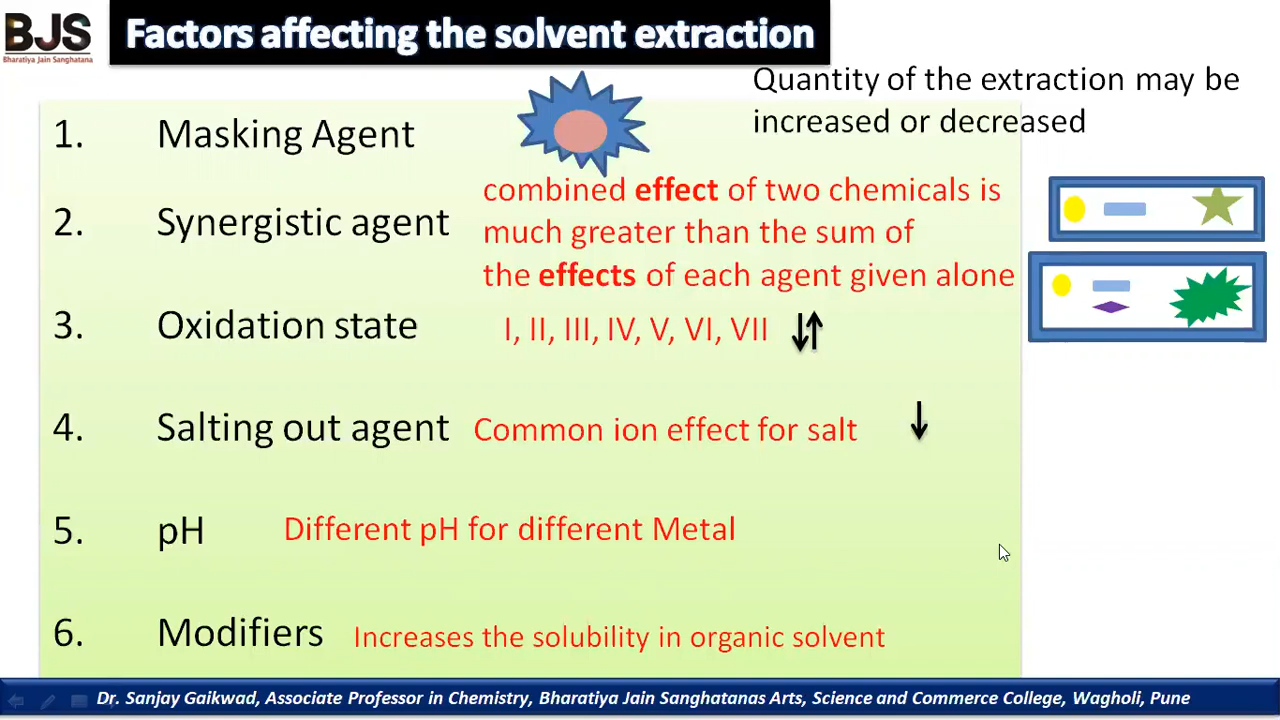 BJS
Bharatiya Jain Sanghatana
Factors affecting the solvent extraction
Quantity of the extraction may be
increased or decreased
1. Masking Agent
2. Synergistic agent
combined effect of two chemicals is
much greater than the sum of
the effects of each agent given alone
3. Oxidation state I, II, III, IV, V, VI, VII
4. Salting out agent Common ion effect for salt
5. pH Different pH for different Metal
6. Modifiers Increases the solubility in organic solvent
Dr. Sanjay Gaikwad, Associate Professor in Chemistry, Bharatiya Jain Sanghatanas Arts, Science and Commerce College, Wagholi, Pune